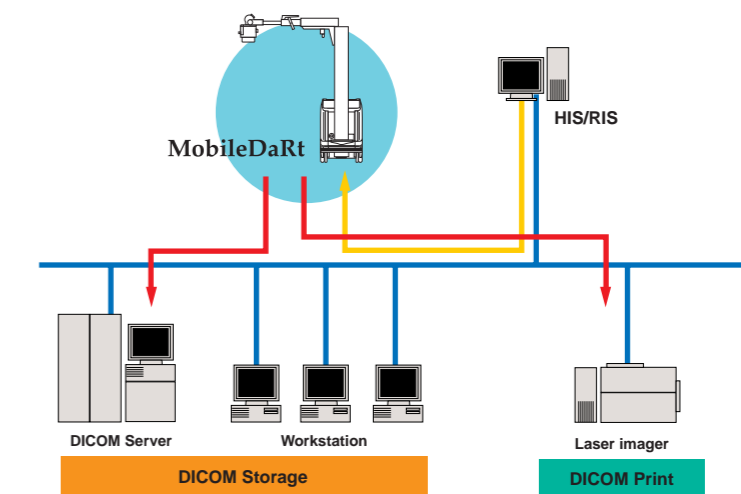 HIS/RIS
MobileDaRt
DICOM Server
Workstation
Laser imager
DICOM Storage
DICOM Print